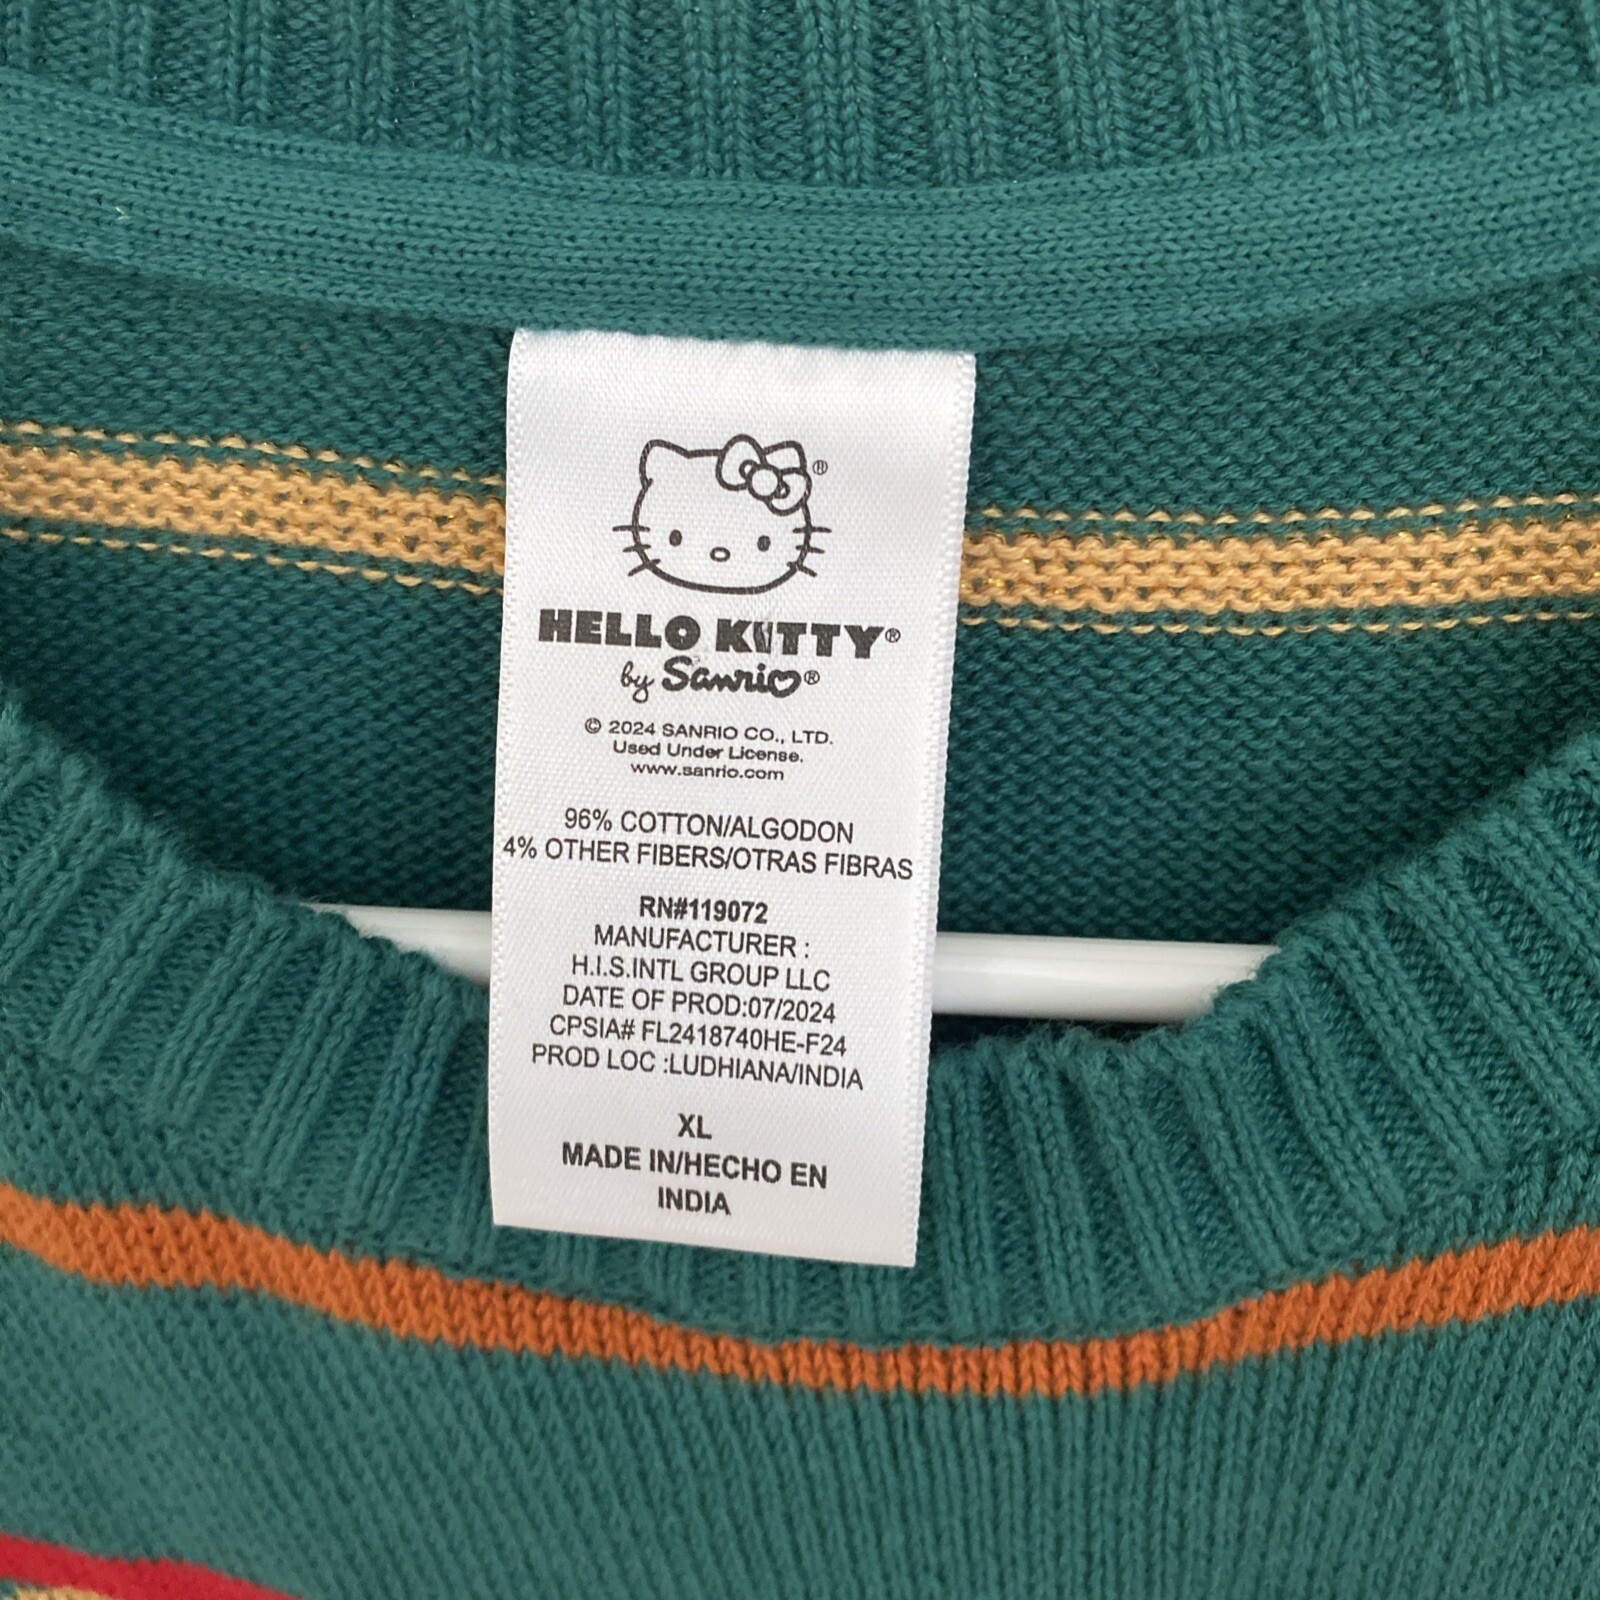 ®
HELLO KITTY®
by Sanrio®
© 2024 SANRIO CO., LTD.
Used Under License.
www.sanrio.com
96% COTTON/ALGODON
4% OTHER FIBERS/OTRAS FIBRAS
RN#119072
MANUFACTURER :
H.I.S.INTL GROUP LLC
DATE OF PROD:07/2024
CPSIA# FL2418740HE-F24
PROD LOC :LUDHIANA/INDIA
XL
MADE IN/HECHO EN
INDIA